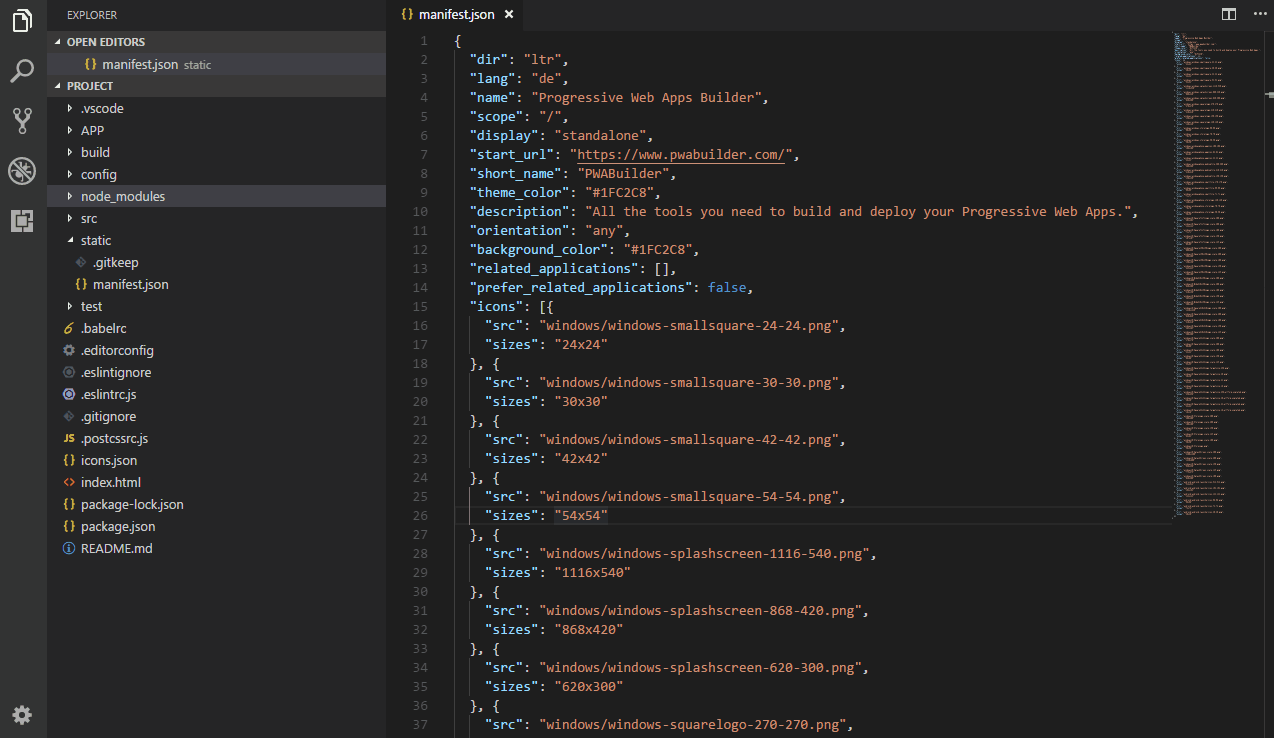 EXPLORER
OPEN EDITORS
{} manifest.json static
PROJECT
.vscode
APP
build
config
node_modules
src
static
.gitkeep
{} manifest.json
test
.babelrc
.editorconfig
.eslintignore
.eslintrc.js
.gitignore
JS .postcssrc.js
{} icons.json
<> index.html
{} package-lock.json
{} package.json
README.md
{} manifest.json ×
1 {
2 "dir": "ltr",
3 "lang": "de",
4 "name": "Progressive Web Apps Builder",
5 "scope": "/",
6 "display": "standalone",
7 "start_url": "https://www.pwabuilder.com/",
8 "short_name": "PWABuilder",
9 "theme_color": "#1FC2C8",
10 "description": "All the tools you need to build and deploy your Progressive Web Apps.",
11 "orientation": "any",
12 "background_color": "#1FC2C8",
13 "related_applications": [],
14 "prefer_related_applications": false,
15 "icons": [{
16 "src": "windows/windows-smallsquare-24-24.png",
17 "sizes": "24x24"
18 }, {
19 "src": "windows/windows-smallsquare-30-30.png",
20 "sizes": "30x30"
21 }, {
22 "src": "windows/windows-smallsquare-42-42.png",
23 "sizes": "42x42"
24 }, {
25 "src": "windows/windows-smallsquare-54-54.png",
26 "sizes": "54x54"
27 }, {
28 "src": "windows/windows-splashscreen-1116-540.png",
29 "sizes": "1116x540"
30 }, {
31 "src": "windows/windows-splashscreen-868-420.png",
32 "sizes": "868x420"
33 }, {
34 "src": "windows/windows-splashscreen-620-300.png",
35 "sizes": "620x300"
36 }, {
37 "src": "windows/windows-squarelogo-270-270.png",